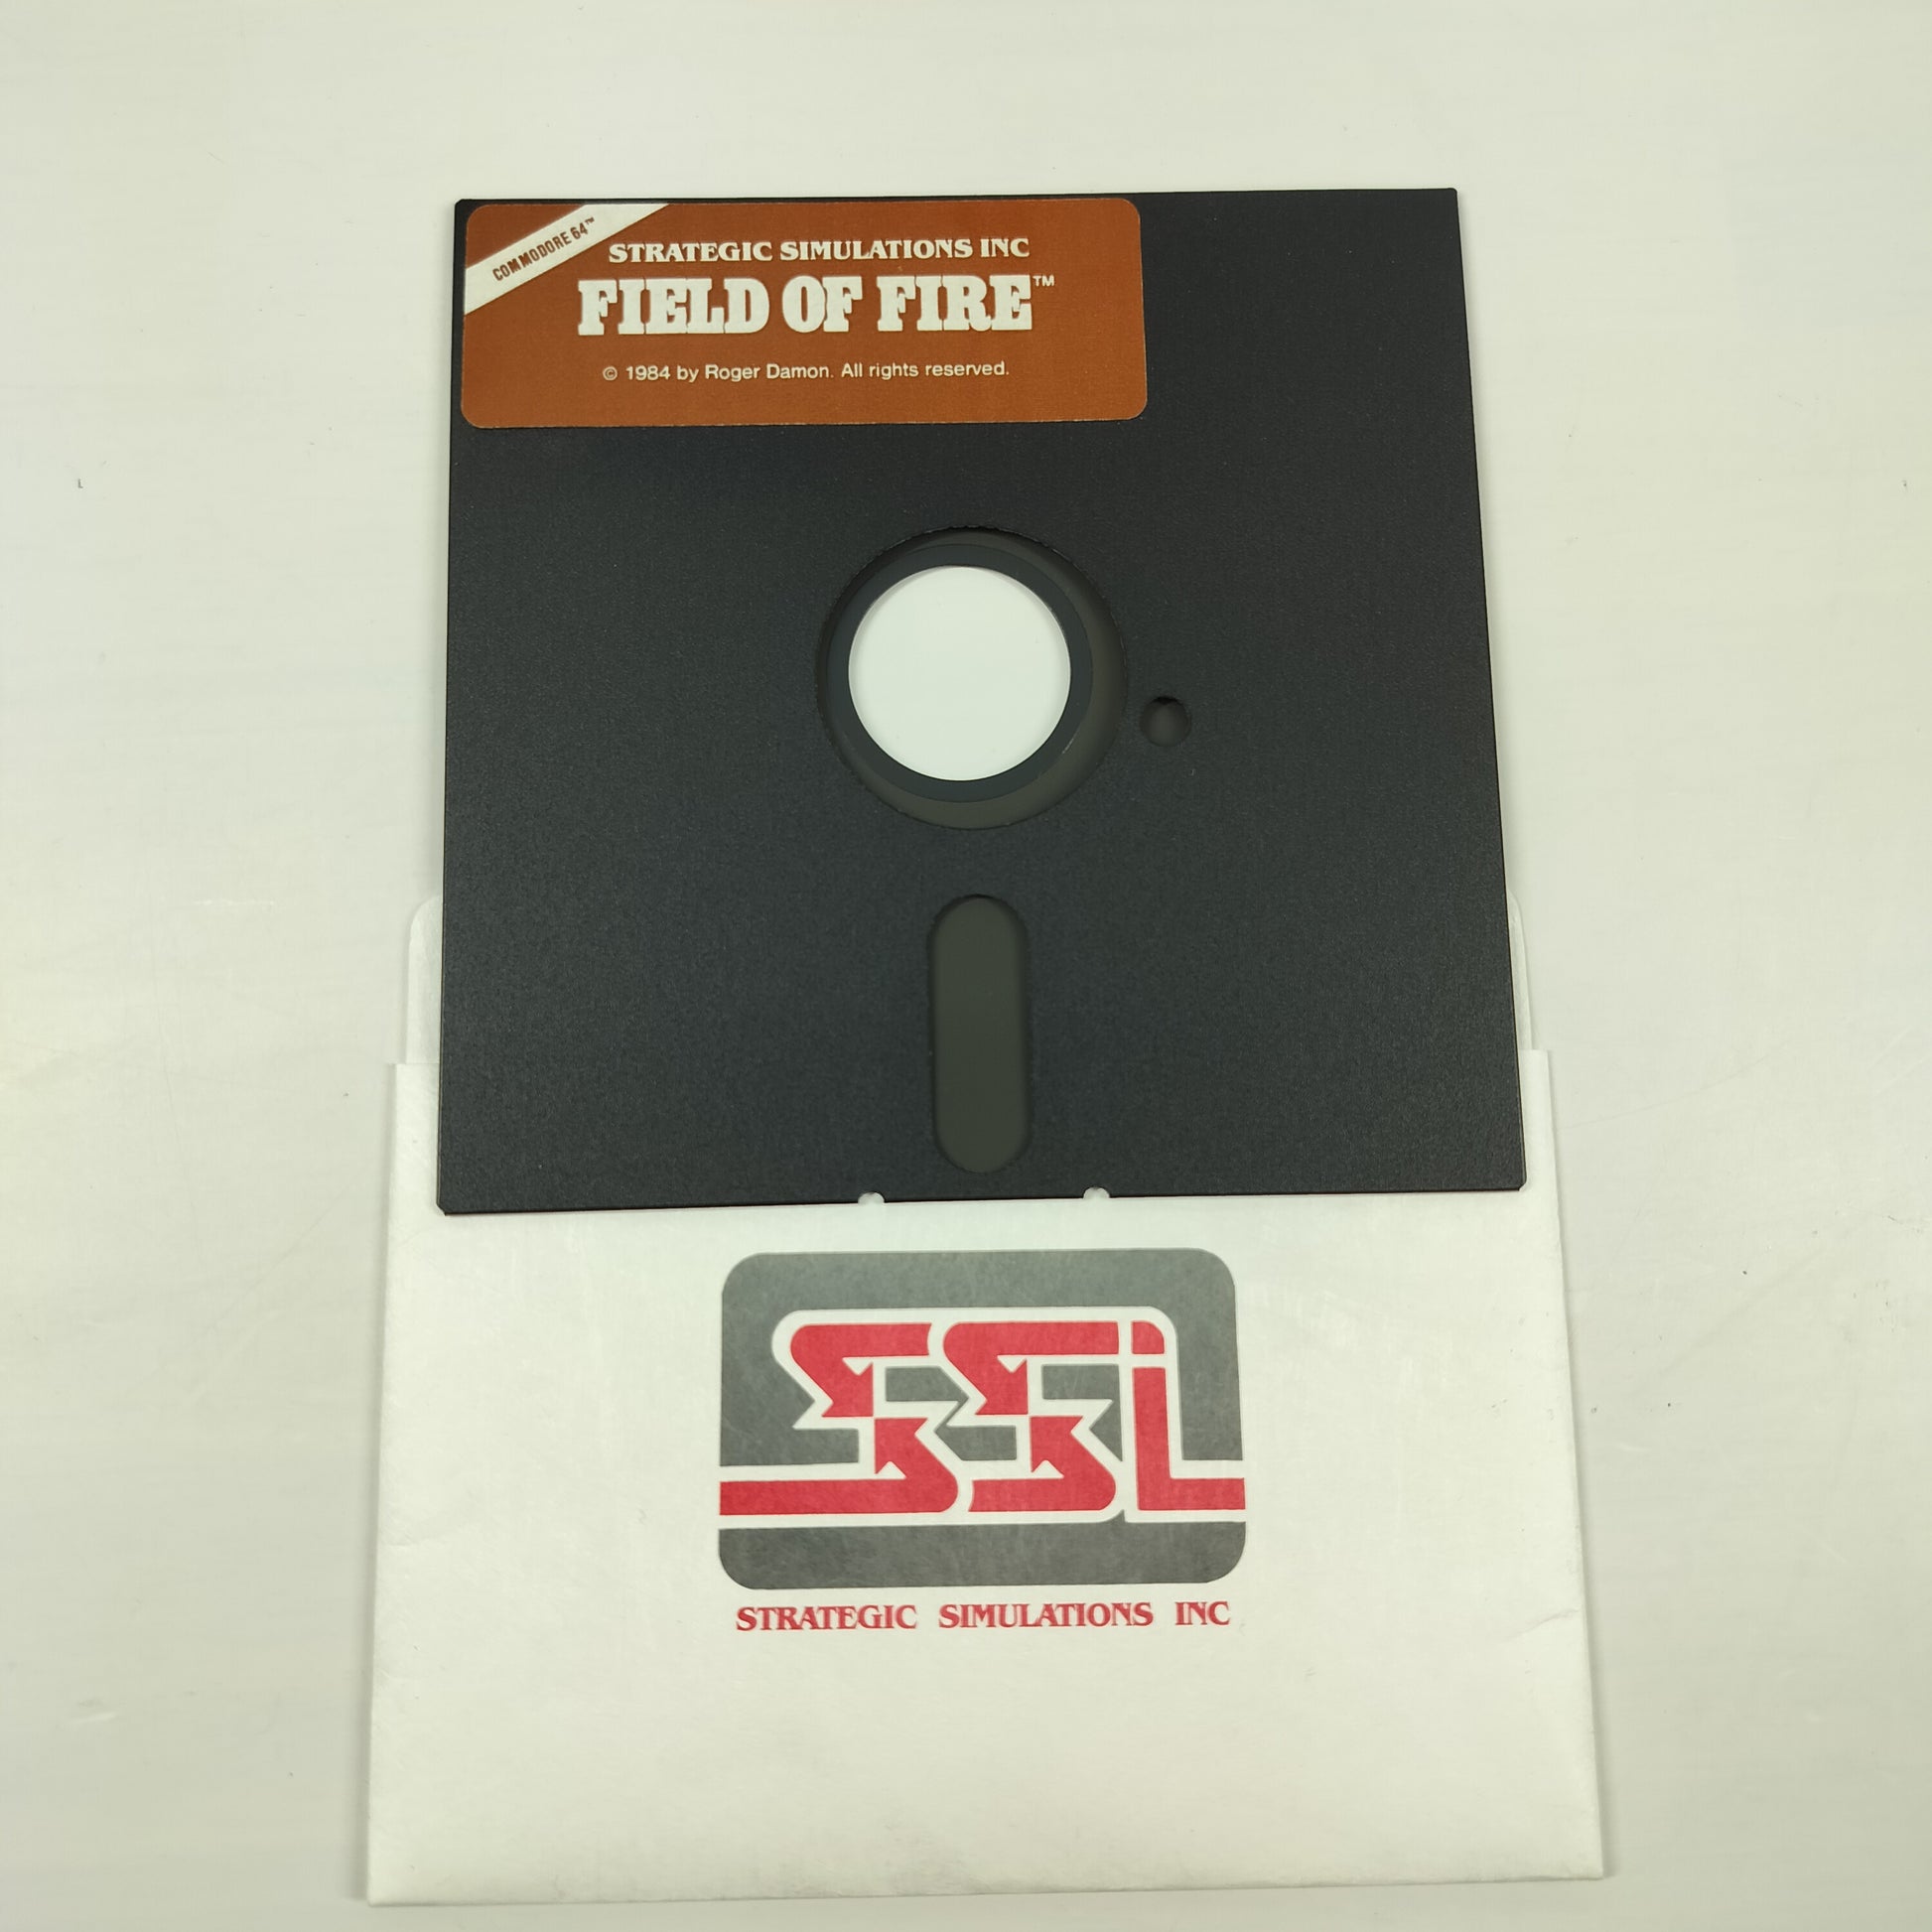 COMMODORE 64™
STRATEGIC SIMULATIONS INC
FIELD OF FIRE™
© 1984 by Roger Damon. All rights reserved.
SSI
STRATEGIC SIMULATIONS INC